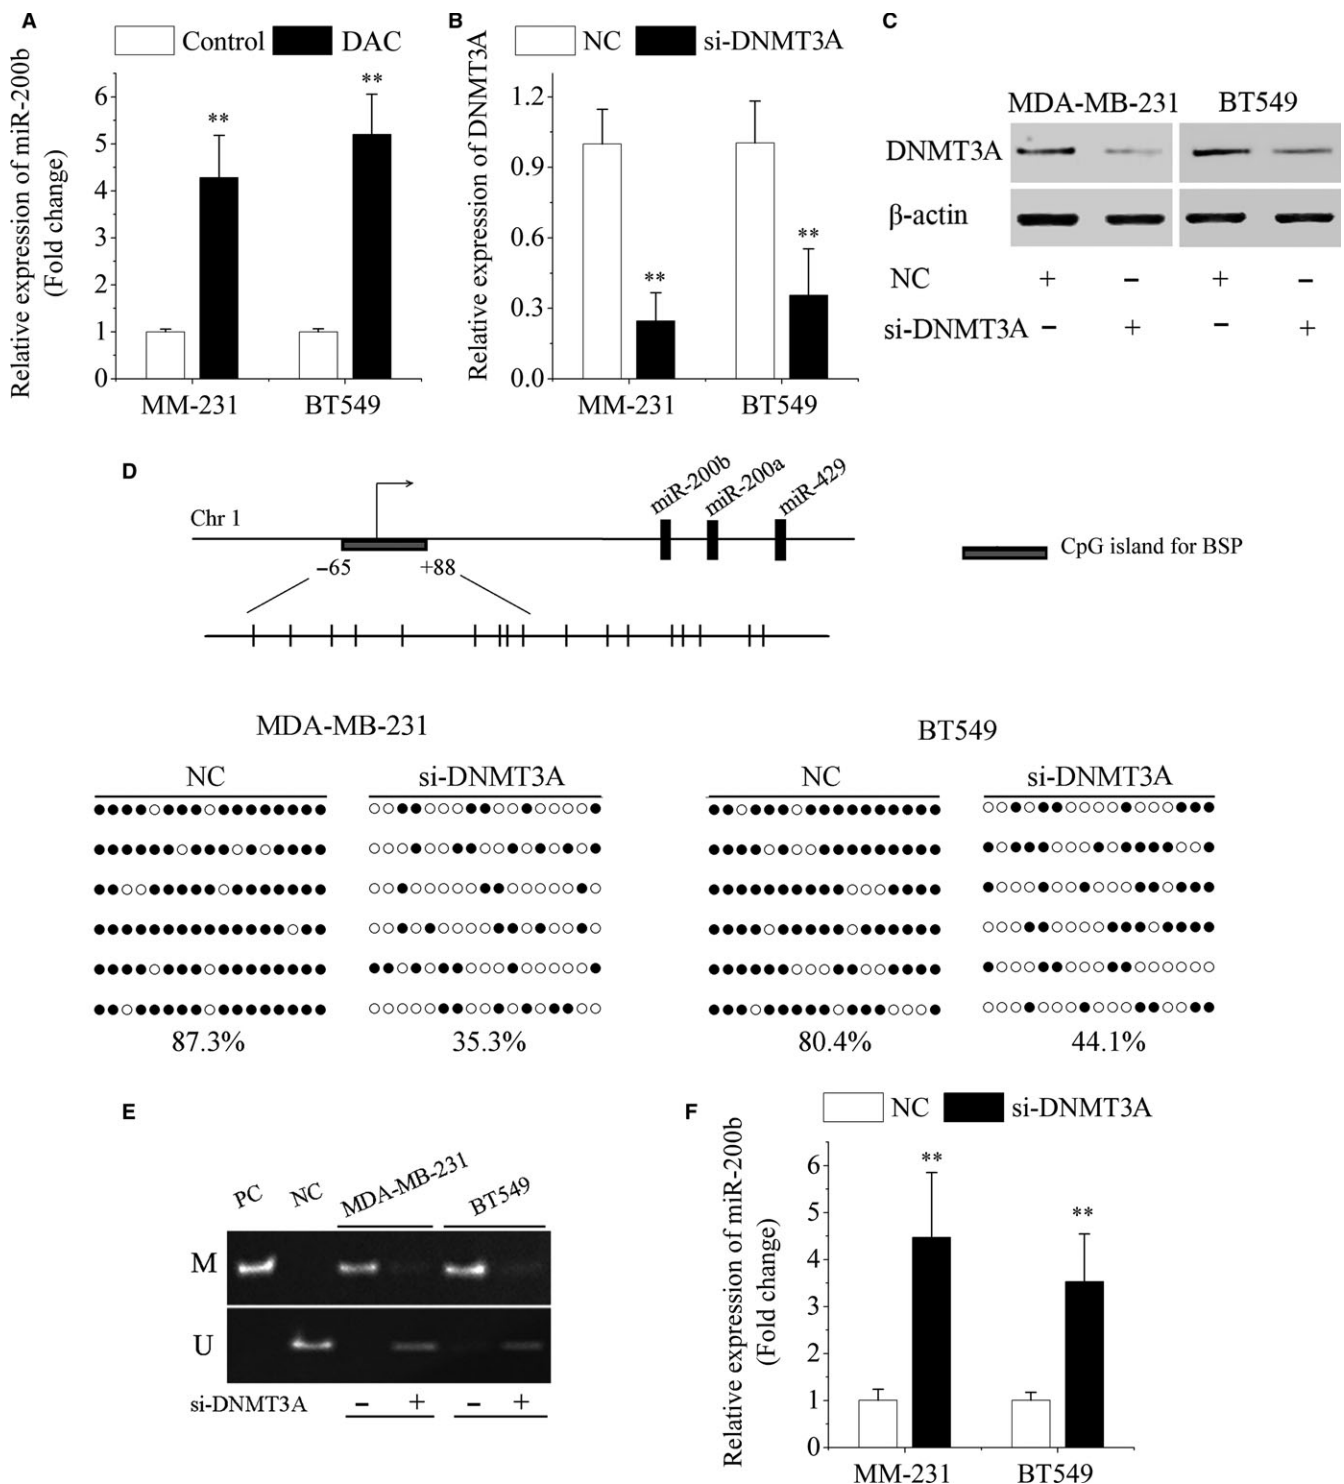 A
Control DAC
Relative expression of miR-200b
(Fold change)
6
5
4
3
2
1
0
** **
MM-231 BT549
B
NC si-DNMT3A
Relative expression of DNMT3A
1.2
0.9
0.6
0.3
0.0
** **
MM-231 BT549
C
MDA-MB-231 BT549
DNMT3A
β-actin
NC + − + −
si-DNMT3A − + − +
D
Chr 1
miR-200b miR-200a miR-429
−65 +88
CpG island for BSP
MDA-MB-231 BT549
NC si-DNMT3A NC si-DNMT3A
87.3% 35.3% 80.4% 44.1%
E
PC NC MDA-MB-231 BT549
M
U
si-DNMT3A − + − +
F
NC si-DNMT3A
Relative expression of miR-200b
(Fold change)
6
5
4
3
2
1
0
** **
MM-231 BT549